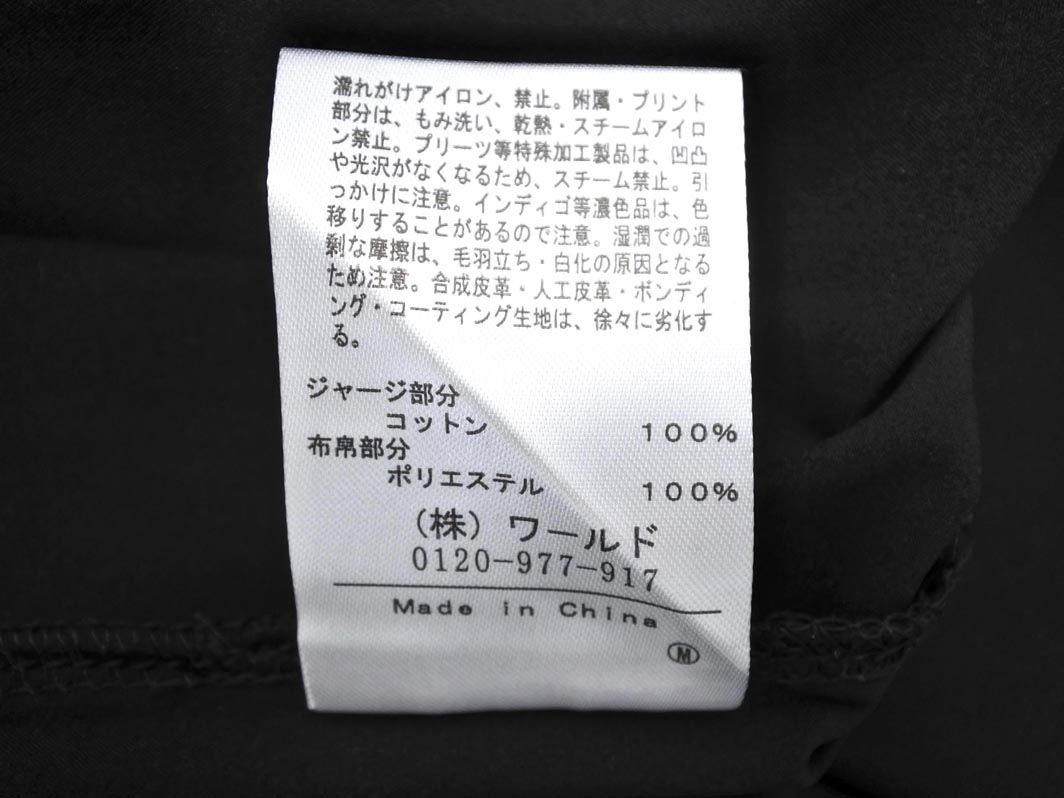 濡れがけアイロン、禁止。附属・プリント
部分は、もみ洗い、乾熱・スチームアイロ
ン禁止。プリーツ等特殊加工製品は、凹凸
や光沢がなくなるため、スチーム禁止。引
っかけに注意。インディゴ等濃色品は、色
移りすることがあるので注意。湿潤での過
剰な摩擦は、毛羽立ち・白化の原因となる
ため注意。合成皮革・人工皮革・ボンディ
ング・コーティング生地は、徐々に劣化す
る。
ジャージ部分
コットン 100%
布帛部分
ポリエステル 100%
(株) ワールド
0120-977-917
Made in China
M